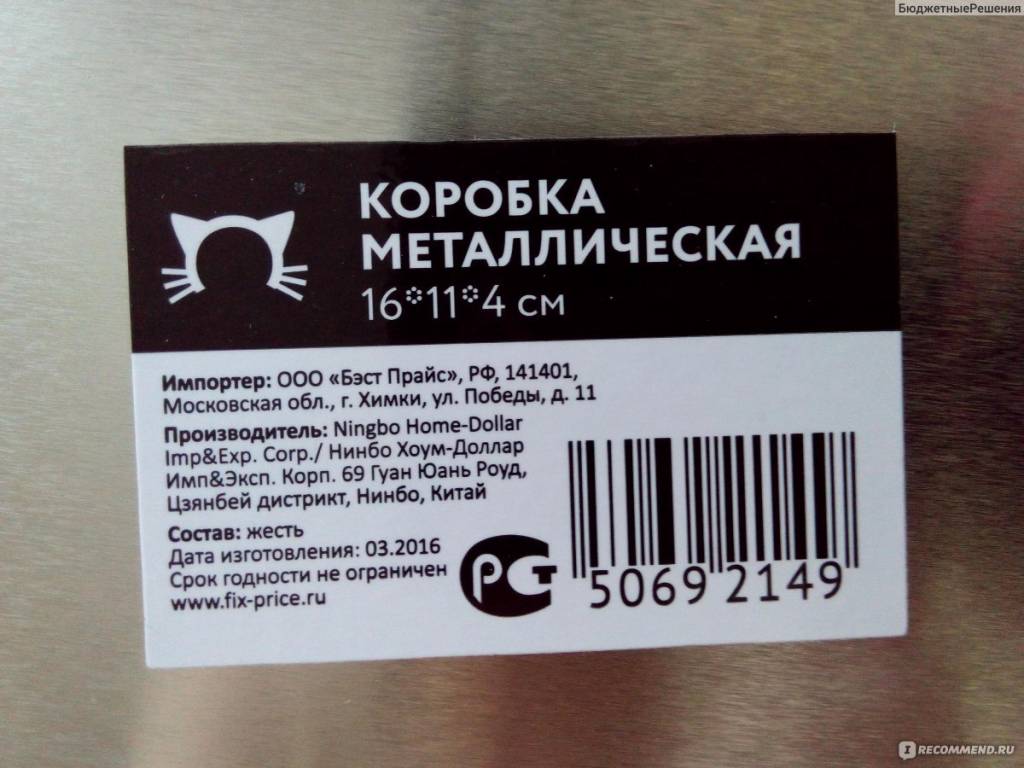 БюджетныеРешения
КОРОБКА
МЕТАЛЛИЧЕСКАЯ
16*11*4 см
Импортер: ООО «Бэст Прайс», РФ, 141401,
Московская обл., г. Химки, ул. Победы, д. 11
Производитель: Ningbo Home-Dollar
Imp&Exp. Corp./ Нинбо Хоум-Доллар
Имп&Эксп. Корп. 69 Гуан Юань Роуд,
Цзянбей дистрикт, Нинбо, Китай
Состав: жесть
Дата изготовления: 03.2016
Срок годности не ограничен
www.fix-price.ru
РСТ
5069 2149
IRECOMMEND.RU